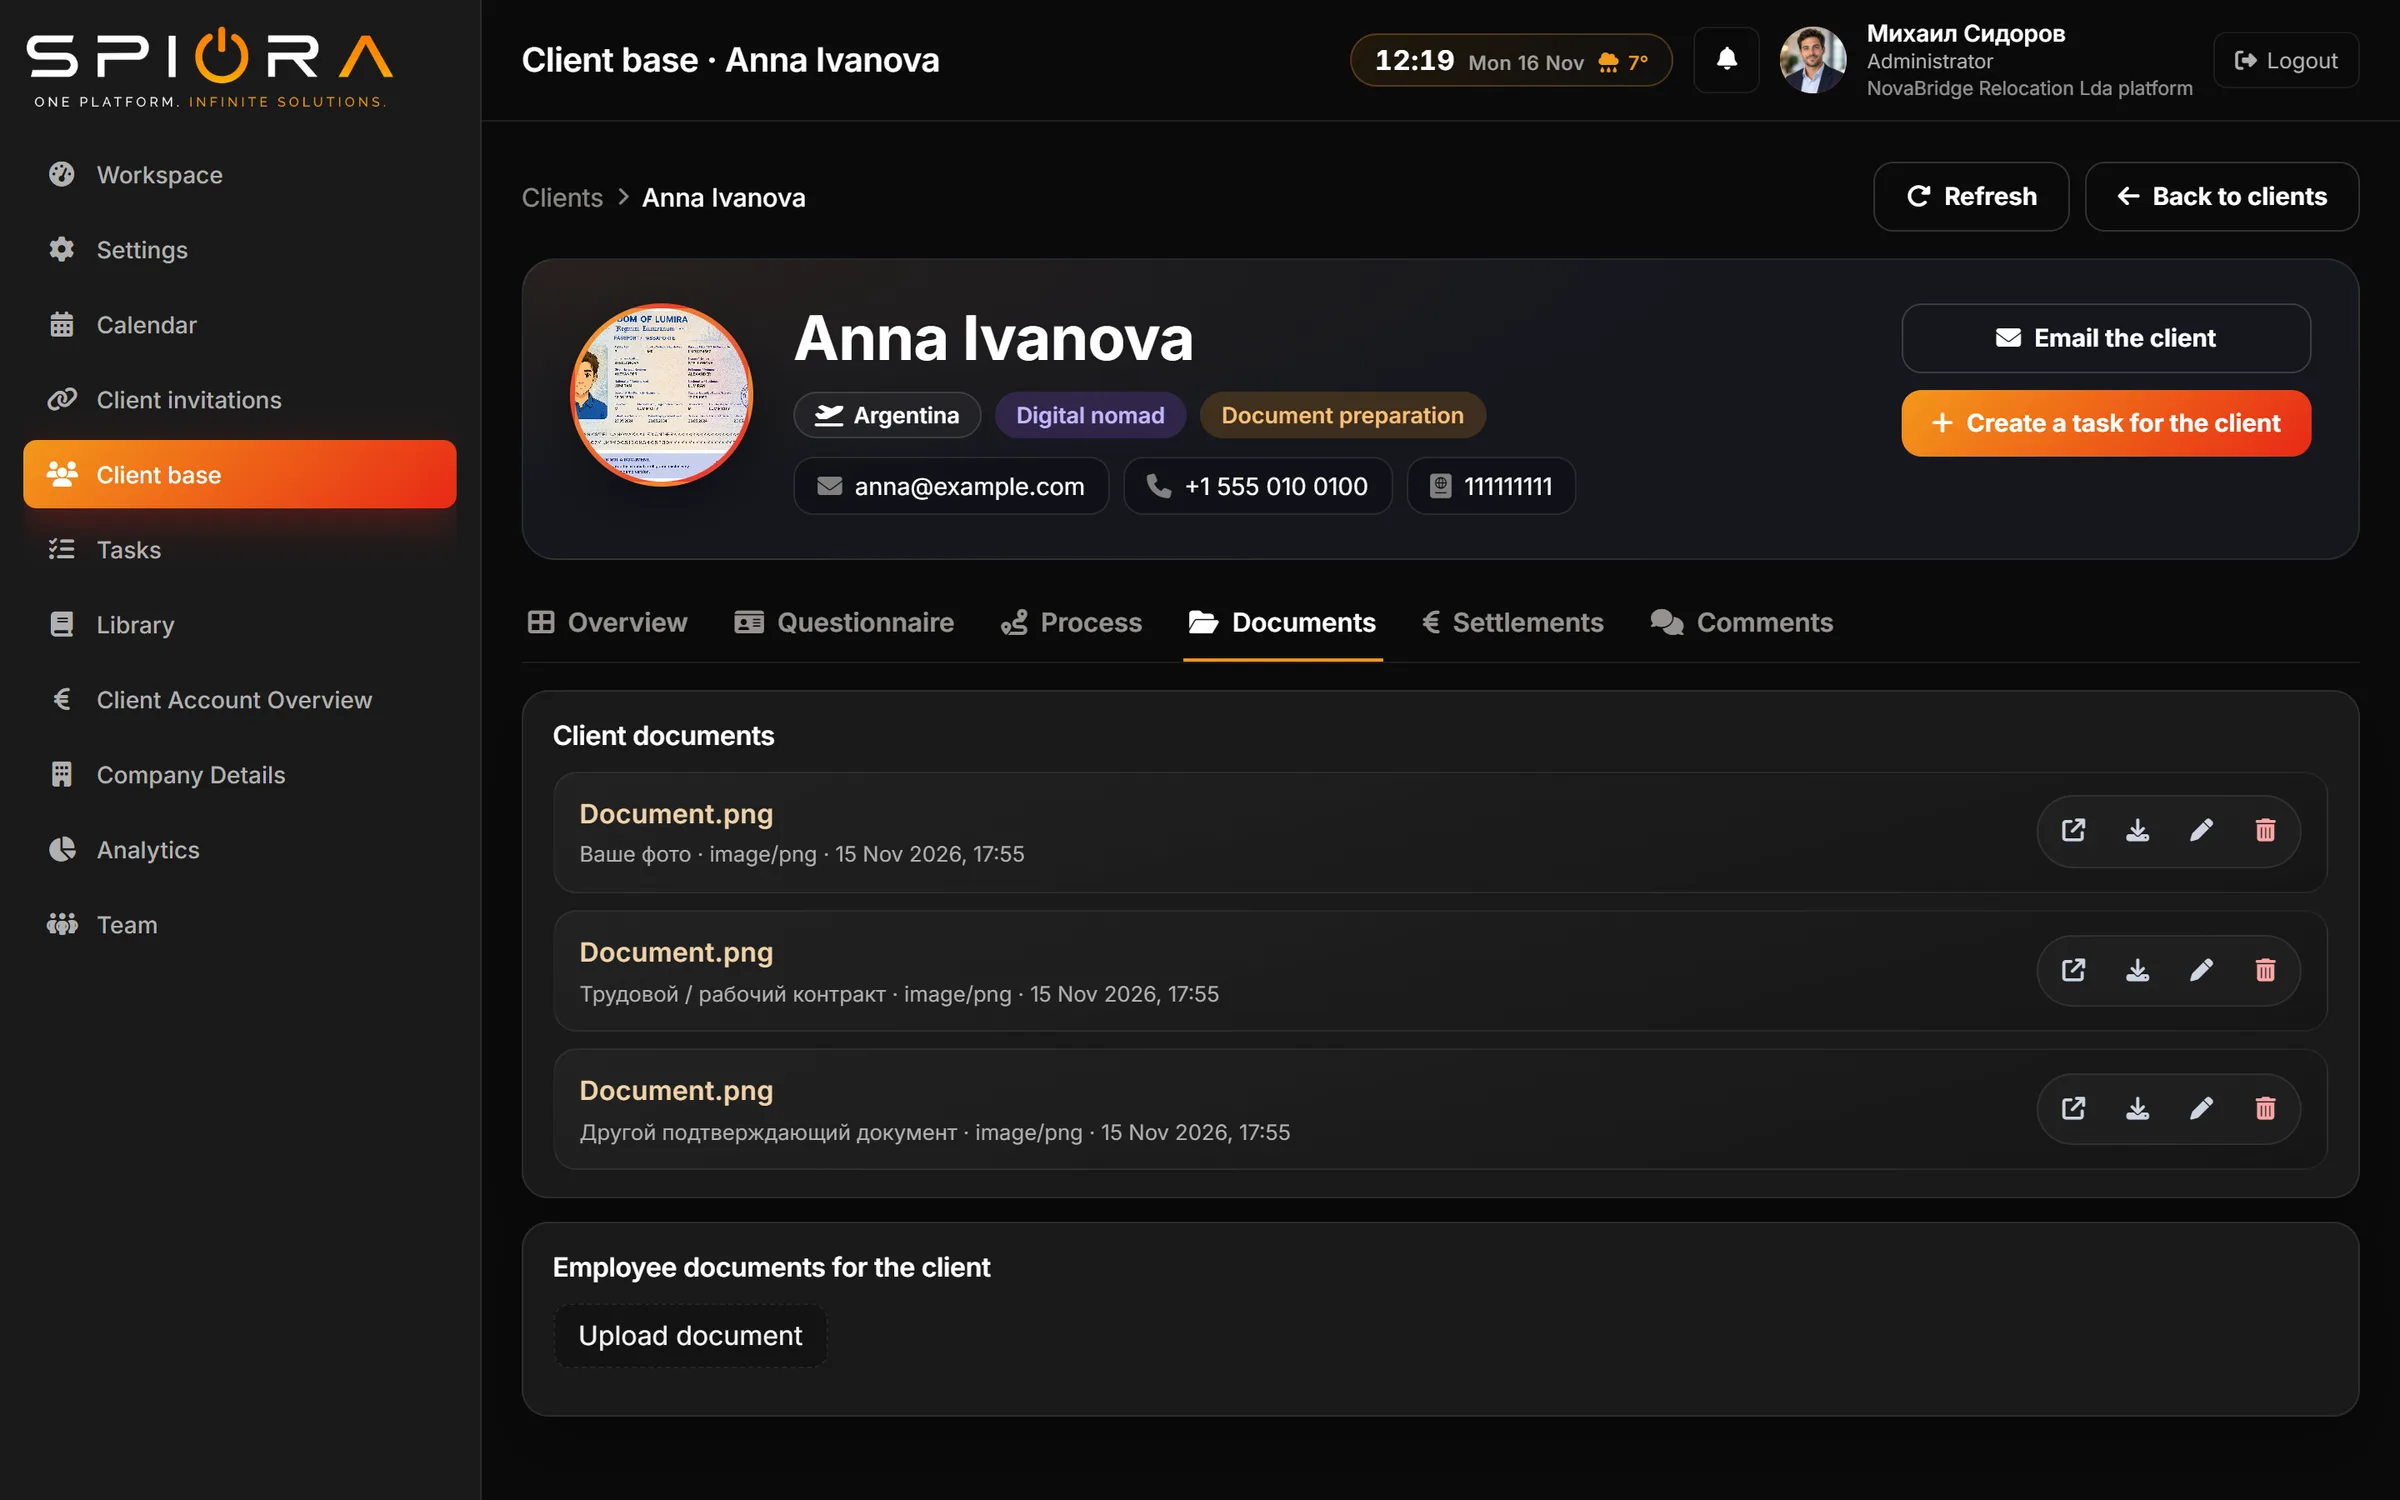 SPIORA
ONE PLATFORM. INFINITE SOLUTIONS.
Workspace
Settings
Calendar
Client invitations
Client base
Tasks
Library
Client Account Overview
Company Details
Analytics
Team
Client base · Anna Ivanova
12:19 Mon 16 Nov 7°
Михаил Сидоров
Administrator
NovaBridge Relocation Lda platform
Logout
Clients > Anna Ivanova
Refresh
Back to clients
DOM OF LUMIRA
Anna Ivanova
Argentina
Digital nomad
Document preparation
anna@example.com
+1 555 010 0100
111111111
Email the client
+ Create a task for the client
Overview
Questionnaire
Process
Documents
€ Settlements
Comments
Client documents
Document.png
Ваше фото · image/png · 15 Nov 2026, 17:55
Document.png
Трудовой / рабочий контракт · image/png · 15 Nov 2026, 17:55
Document.png
Другой подтверждающий документ · image/png · 15 Nov 2026, 17:55
Employee documents for the client
Upload document